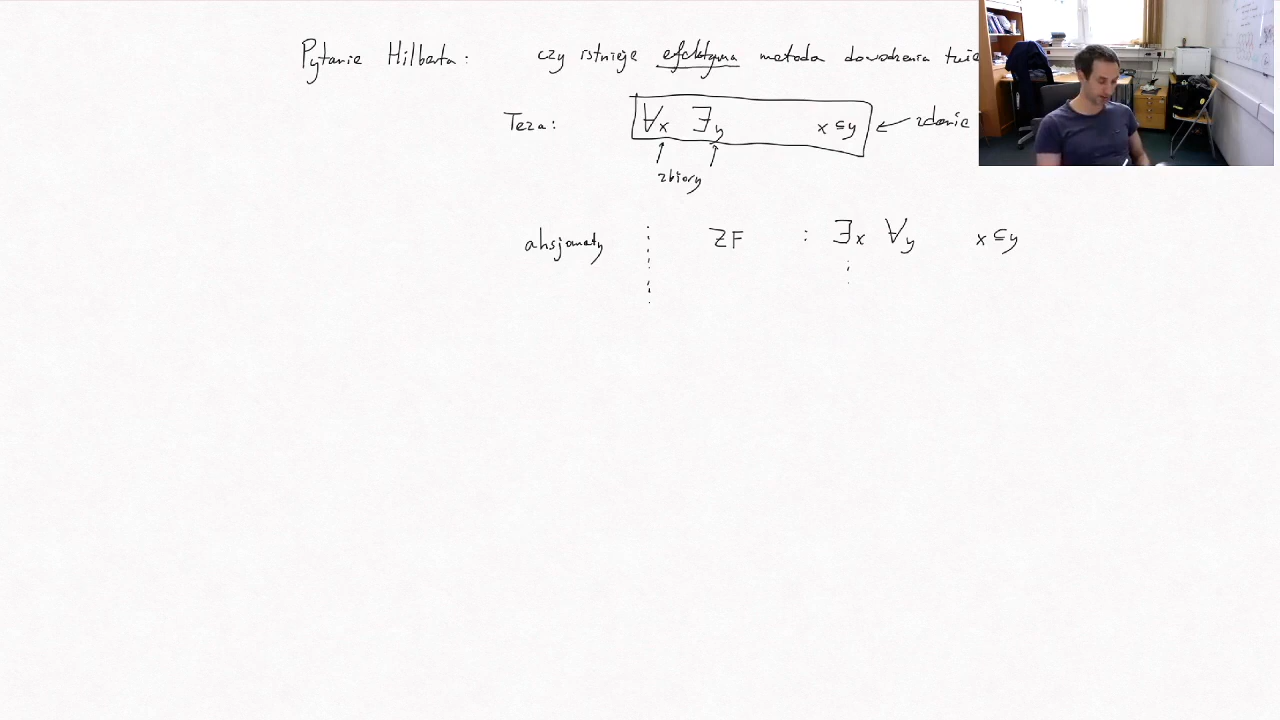 Pytanie Hilberta: czy istnieje efektywna metoda dowodzenia twie
Teza: ∀x ∃y x ⊆ y ← zdanie
zbiory
aksjomaty ZF : ∃x ∀y x ⊆ y